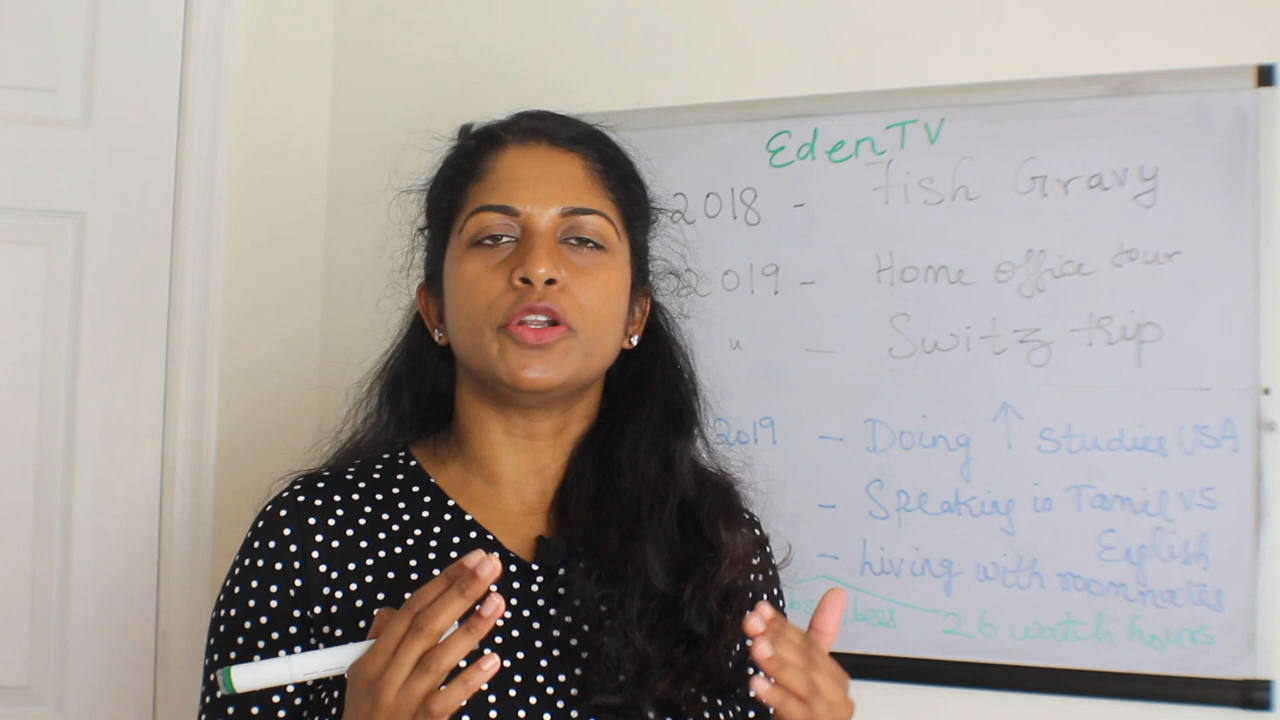 EdenTV
2018 - Fish Gravy
2019 - Home office tour
" - Switz trip
2019 - Doing ↑ studies USA
- Speaking in Tamil vs
English
- Living with roommates
26 watch hours